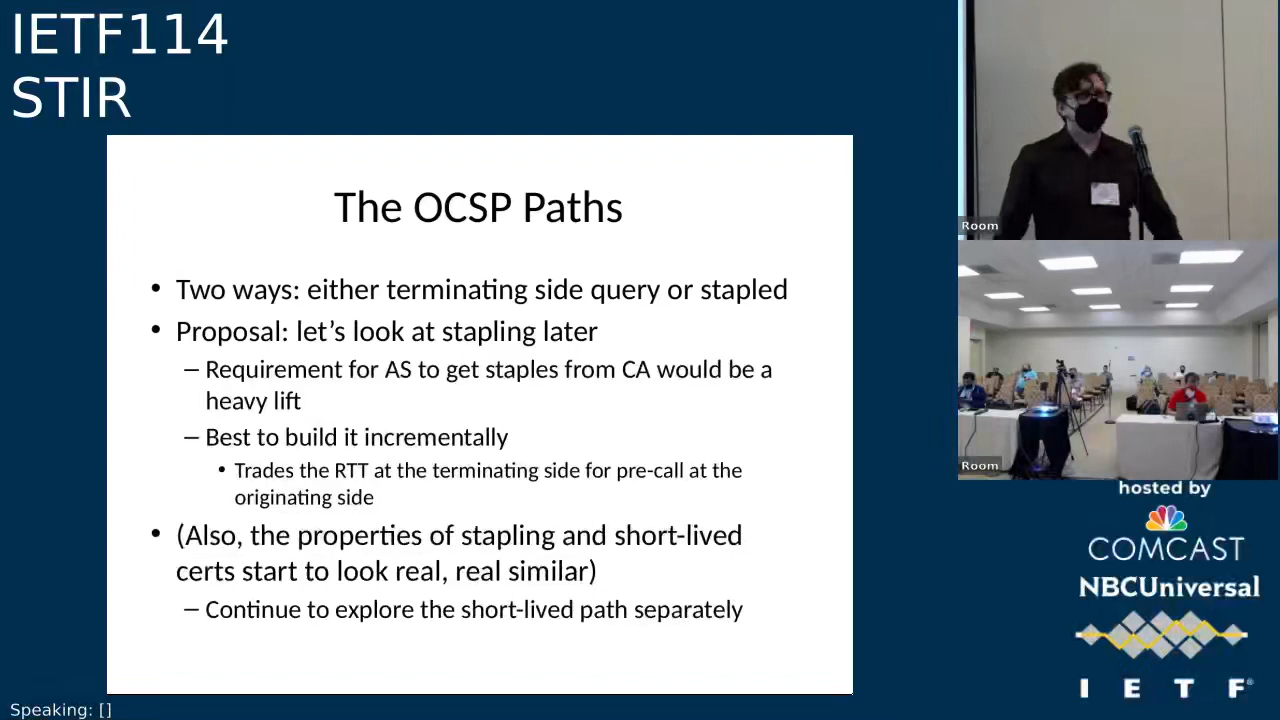 IETF114
STIR
The OCSP Paths
• Two ways: either terminating side query or stapled
• Proposal: let’s look at stapling later
– Requirement for AS to get staples from CA would be a
heavy lift
– Best to build it incrementally
• Trades the RTT at the terminating side for pre-call at the
originating side
• (Also, the properties of stapling and short-lived
certs start to look real, real similar)
– Continue to explore the short-lived path separately
Room
Room
hosted by
COMCAST
NBCUniversal
I E T F®
Speaking: []